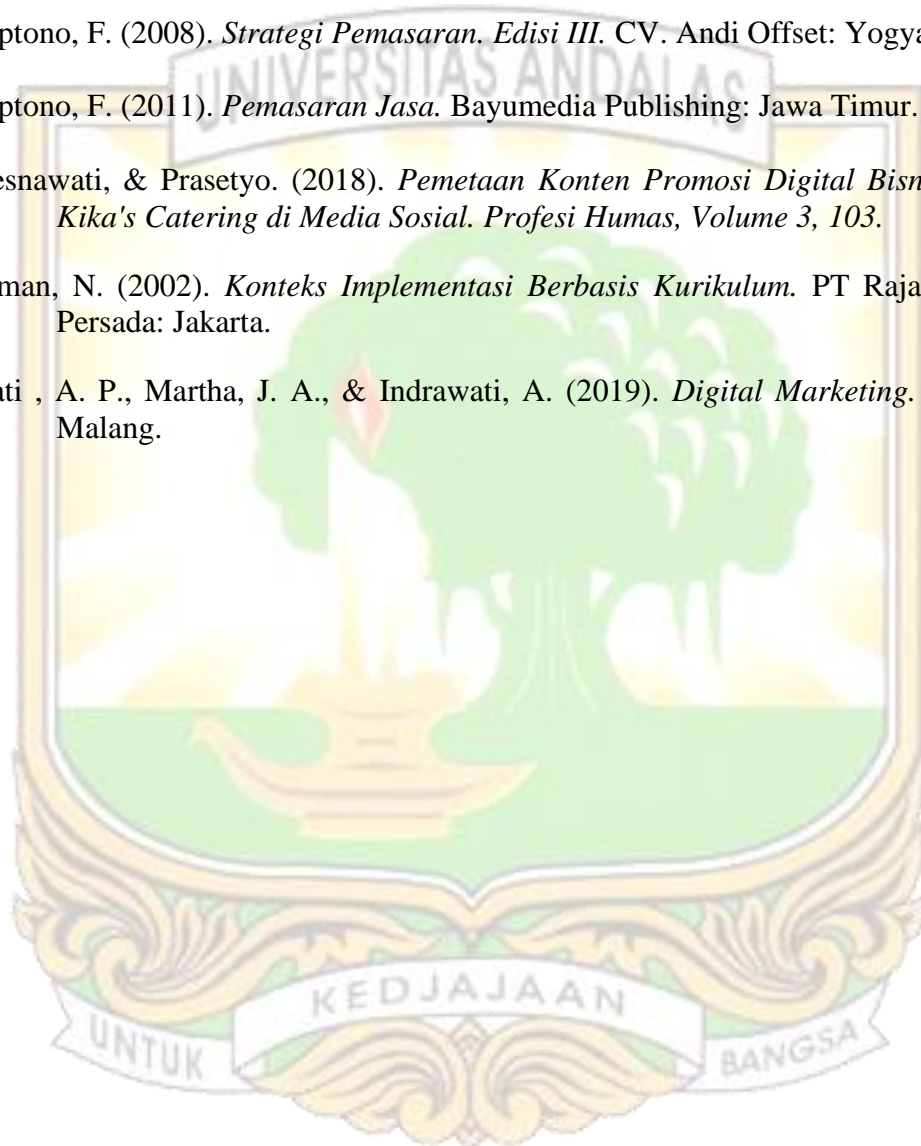 ptono, F. (2008). Strategi Pemasaran. Edisi III. CV. Andi Offset: Yogya
UNIVERSITAS ANDALAS
ptono, F. (2011). Pemasaran Jasa. Bayumedia Publishing: Jawa Timur.
esnawati, & Prasetyo. (2018). Pemetaan Konten Promosi Digital Bisn
Kika's Catering di Media Sosial. Profesi Humas, Volume 3, 103.
man, N. (2002). Konteks Implementasi Berbasis Kurikulum. PT Raja
Persada: Jakarta.
ati , A. P., Martha, J. A., & Indrawati, A. (2019). Digital Marketing.
Malang.
KEDJAJAAN
UNTUK
BANGSA